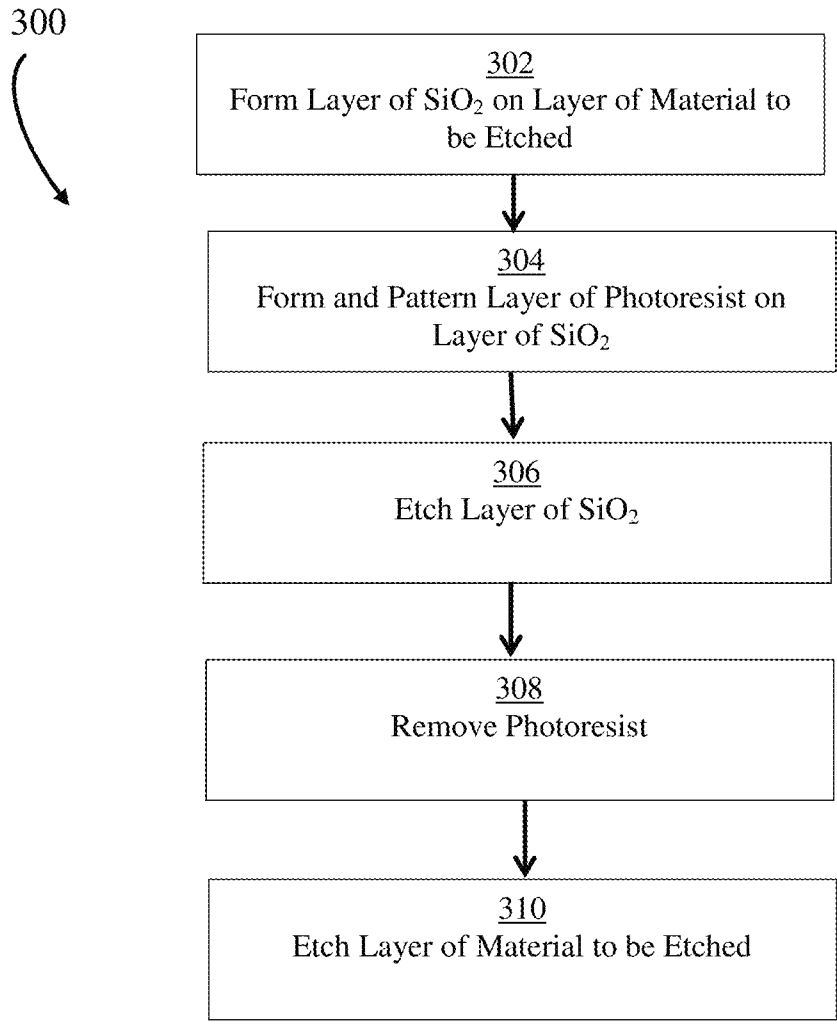 300
302
Form Layer of SiO₂ on Layer of Material to
be Etched
304
Form and Pattern Layer of Photoresist on
Layer of SiO₂
306
Etch Layer of SiO₂
308
Remove Photoresist
310
Etch Layer of Material to be Etched